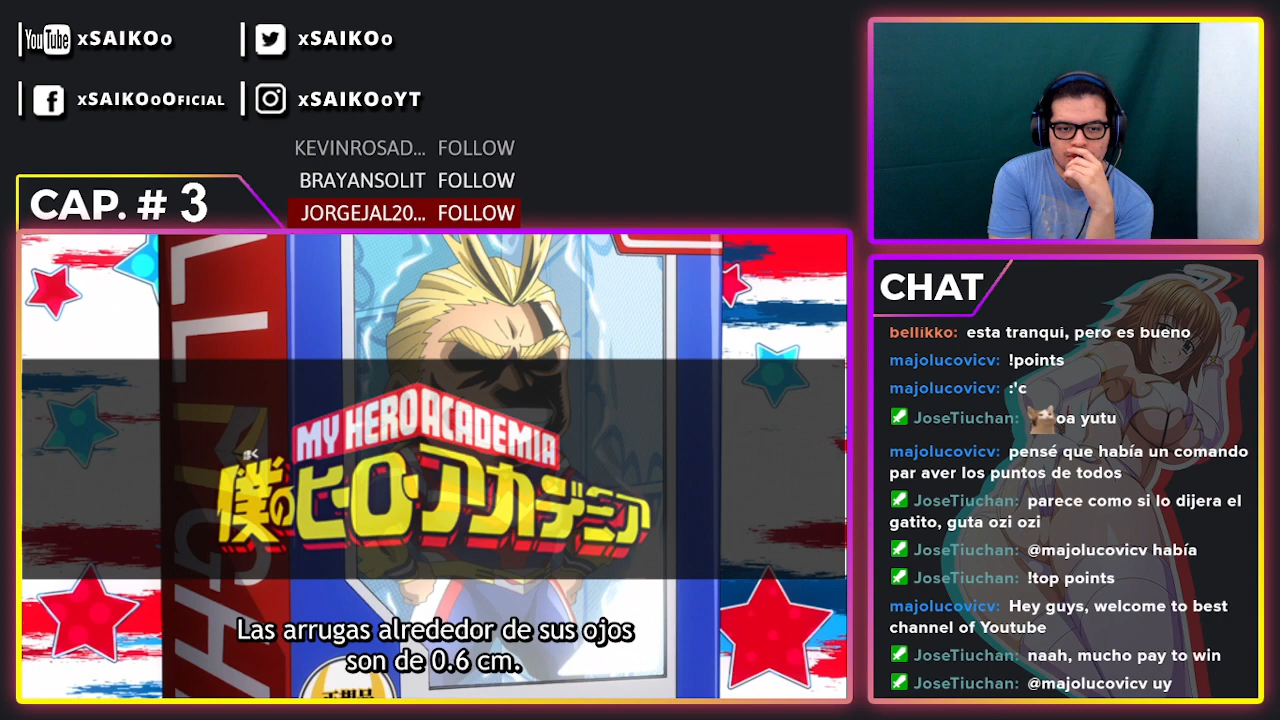 YouTube xSAIKOo
xSAIKOo
xSAIKOoOFICIAL
xSAIKOoYT
KEVINROSAD... FOLLOW
BRAYANSOLIT FOLLOW
JORGEJAL20... FOLLOW
CAP. # 3
MY HERO ACADEMIA
ぼく
僕のヒーローアカデミア
Las arrugas alrededor de sus ojos
son de 0.6 cm.
CHAT
bellikko: esta tranqui, pero es bueno
majolucovicv: !points
majolucovicv: :'c
JoseTiuchan: oa yutu
majolucovicv: pensé que había un comando
par aver los puntos de todos
JoseTiuchan: parece como si lo dijera el
gatito, guta ozi ozi
JoseTiuchan: @majolucovicv había
JoseTiuchan: !top points
majolucovicv: Hey guys, welcome to best
channel of Youtube
JoseTiuchan: naah, mucho pay to win
JoseTiuchan: @majolucovicv uy